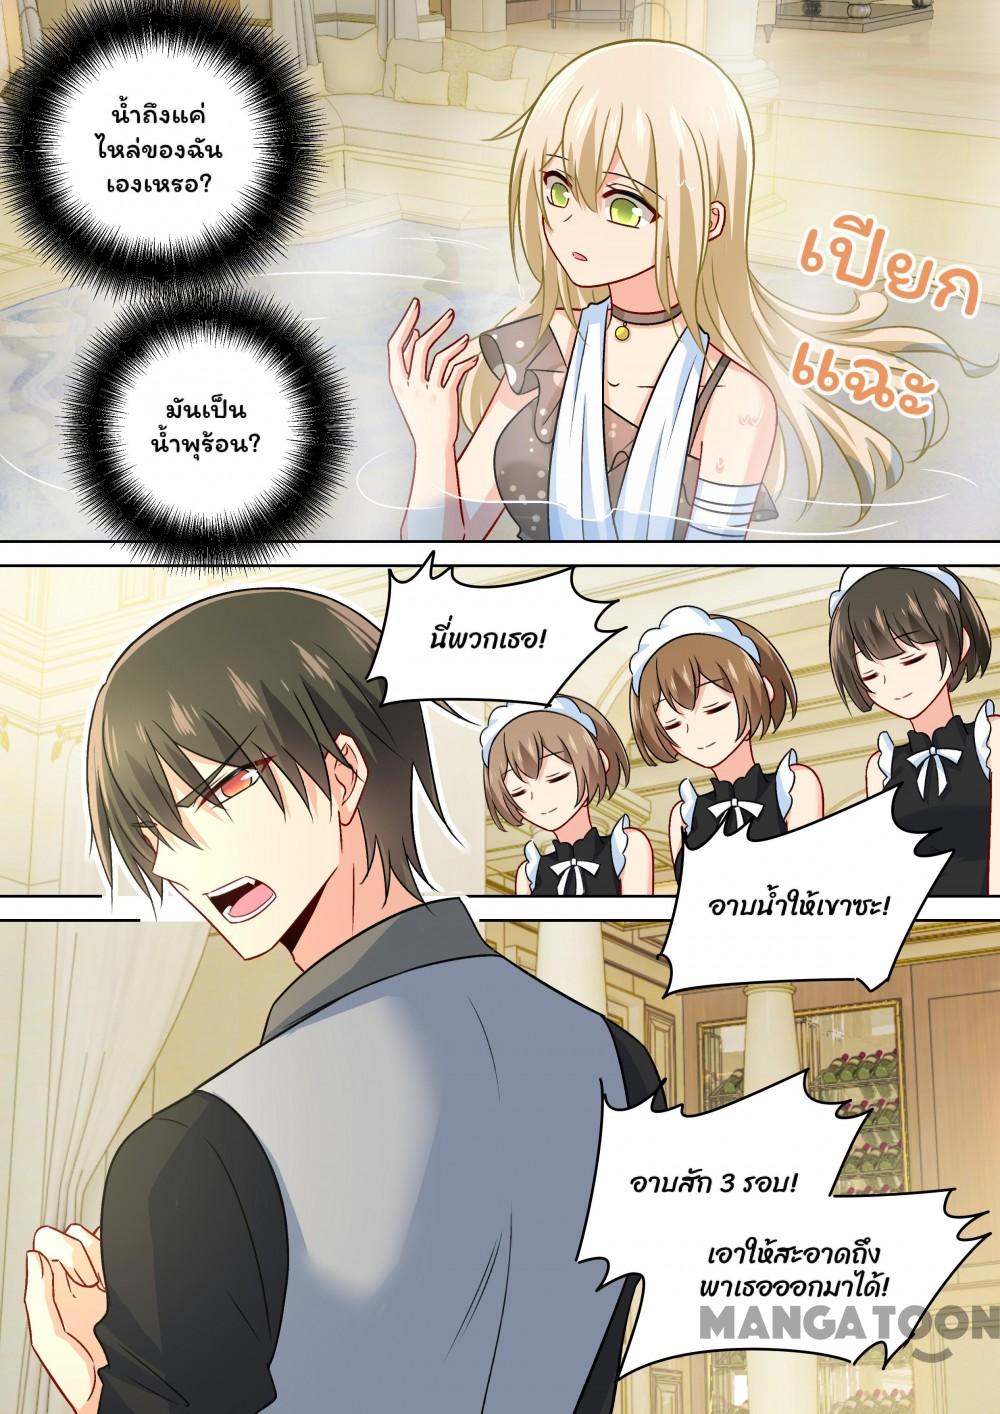 น้ำถึงแค่
ไหล่ของฉัน
เองเหรอ?
เปียก
แฉะ
มันเป็น
น้ำพุร้อน?
นี่พวกเธอ!
อาบน้ำให้เขาซะ!
อาบสัก 3 รอบ!
เอาให้สะอาดถึง
พาเธอออกมาได้!
MANGATOON